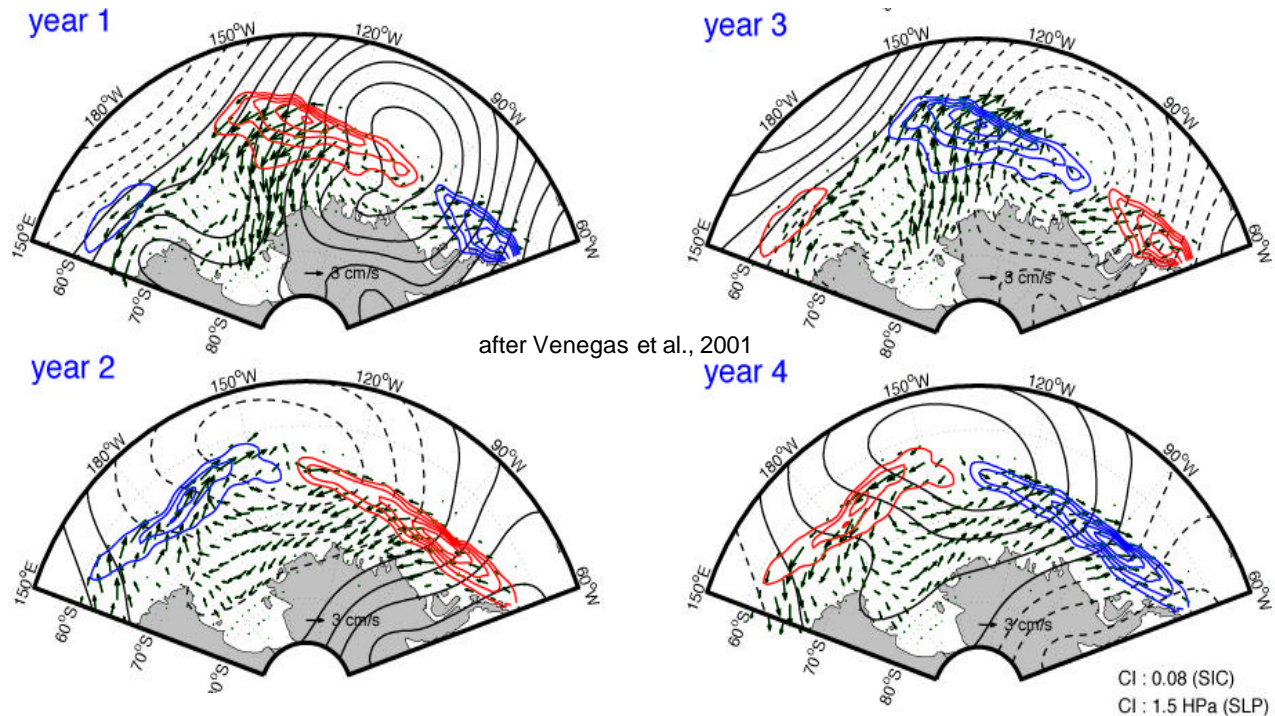 year 1
180°W
150°W
120°W
90°W
60°W
150°E
60°S
70°S
80°S
3 cm/s
year 3
180°W
150°W
120°W
90°W
60°W
150°E
60°S
70°S
80°S
3 cm/s
after Venegas et al., 2001
year 2
180°W
150°W
120°W
90°W
60°W
150°E
60°S
70°S
80°S
3 cm/s
year 4
180°W
150°W
120°W
90°W
60°W
150°E
60°S
70°S
80°S
3 cm/s
CI : 0.08 (SIC)
CI : 1.5 HPa (SLP)